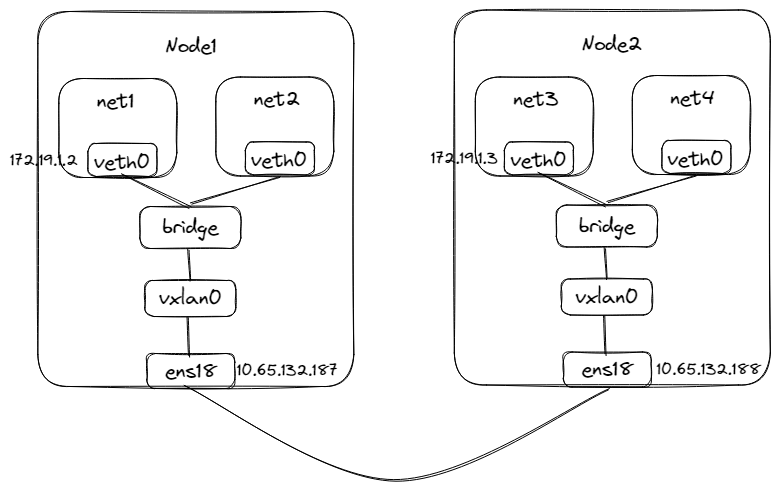 Node1
net1
net2
172.19.1.2
veth0
veth0
bridge
vxlan0
ens18
10.65.132.187
Node2
net3
net4
172.19.1.3
veth0
veth0
bridge
vxlan0
ens18
10.65.132.188